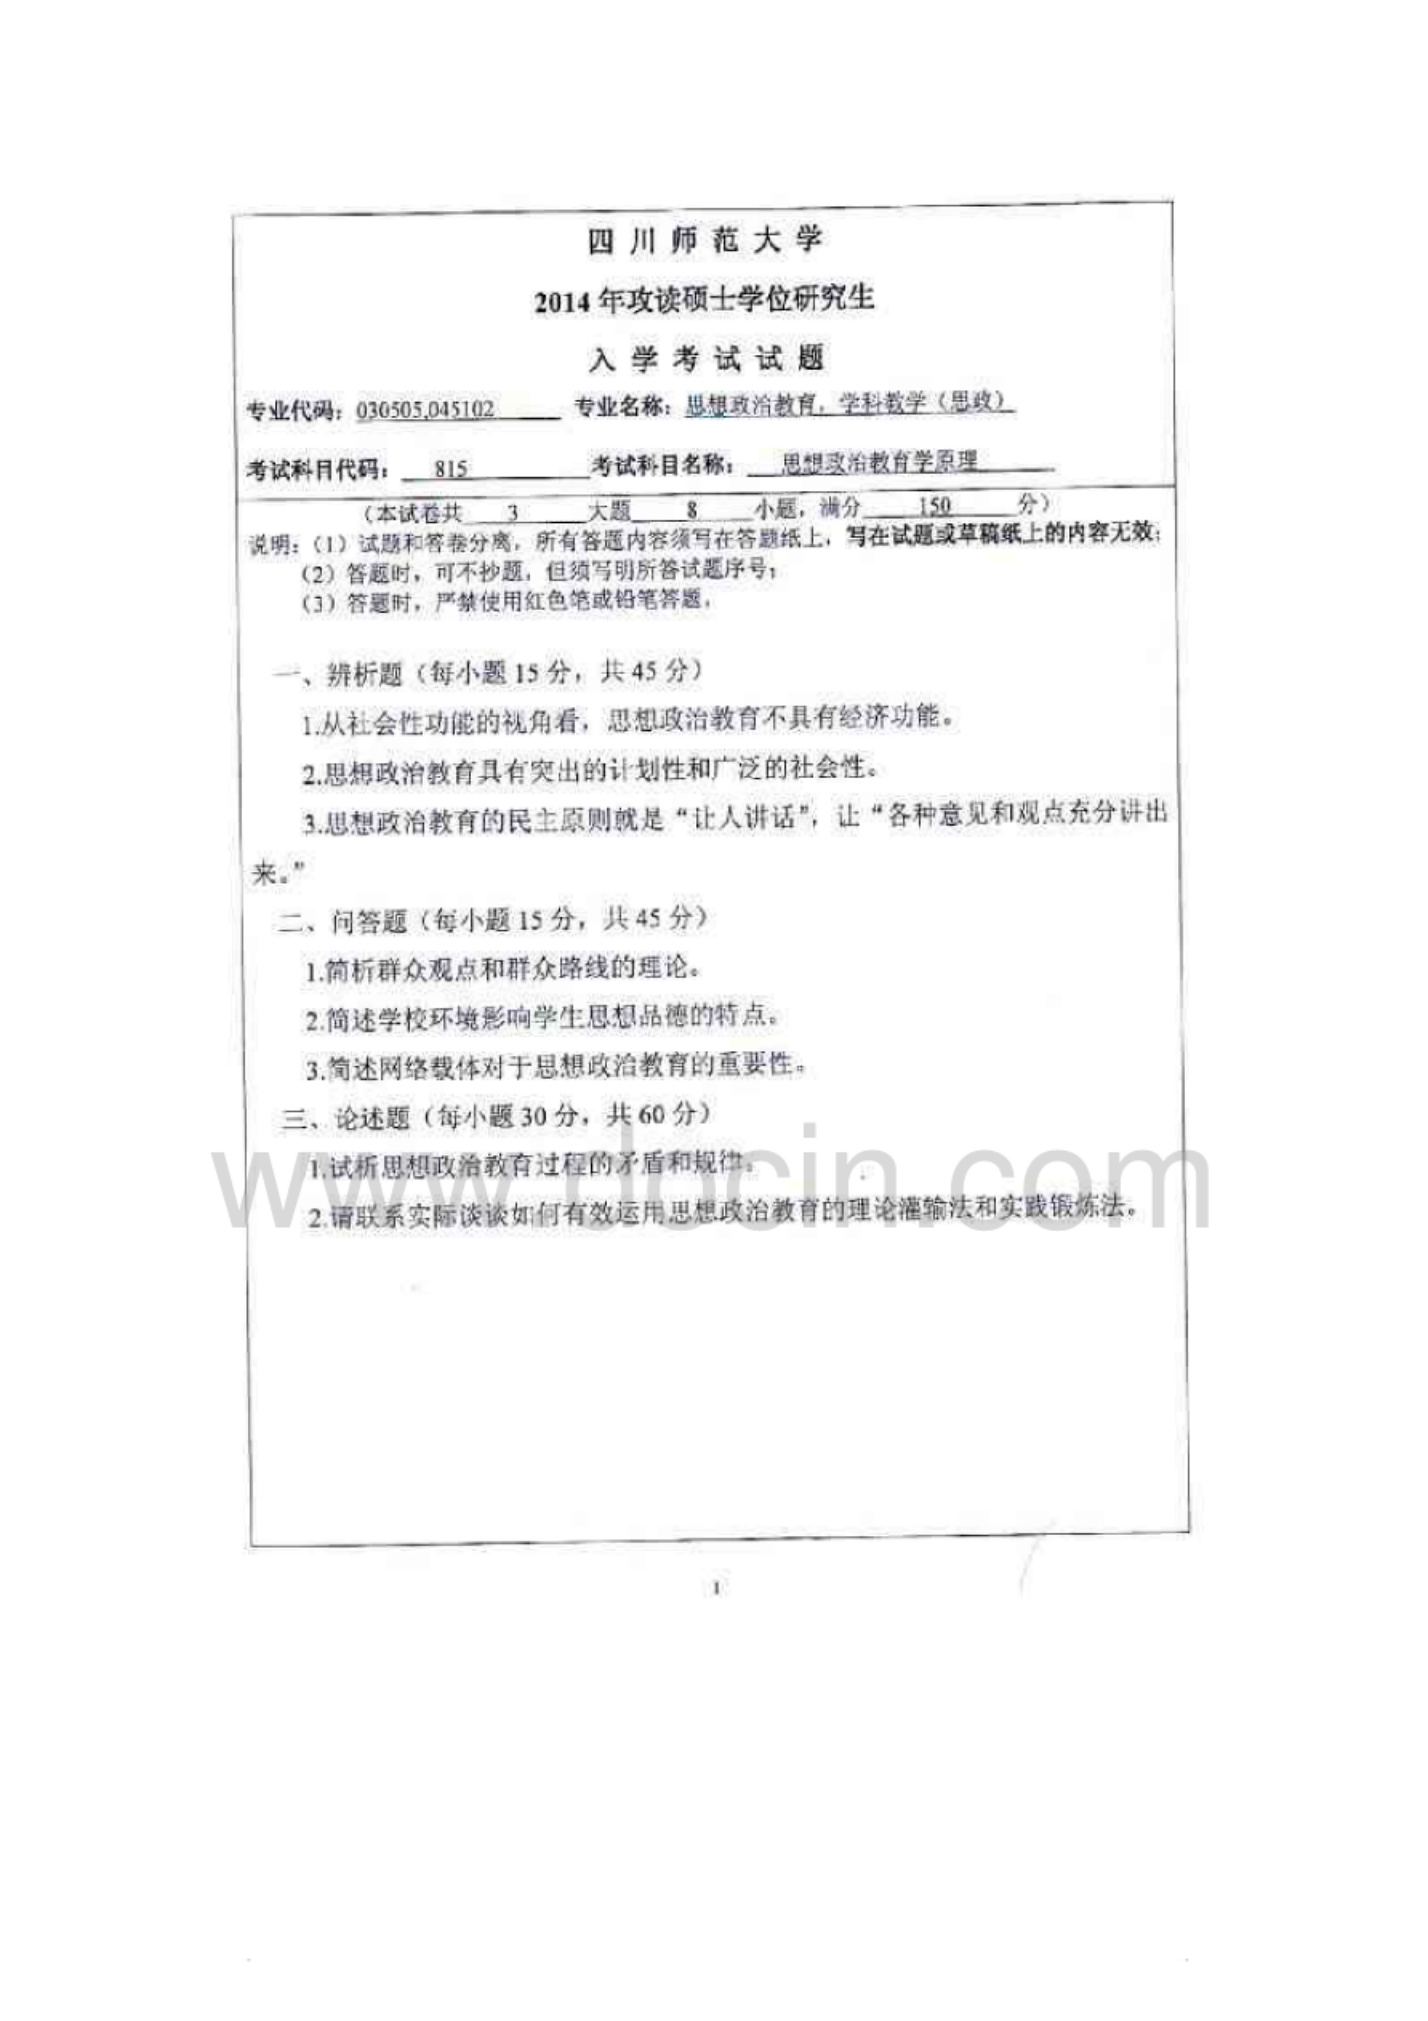 四川师范大学
2014年攻读硕士学位研究生
入学考试试题
专业代码：030505,045102 专业名称：思想政治教育，学科教学（思政）
考试科目代码：815 考试科目名称：思想政治教育学原理
（本试卷共 3 大题 8 小题，满分 150 分）
说明：（1）试题和答卷分离，所有答题内容须写在答题纸上，写在试题或草稿纸上的内容无效；
（2）答题时，可不抄题，但须写明所答试题序号；
（3）答题时，严禁使用红色笔或铅笔答题。
一、辨析题（每小题15分，共45分）
1.从社会性功能的视角看，思想政治教育不具有经济功能。
2.思想政治教育具有突出的计划性和广泛的社会性。
3.思想政治教育的民主原则就是“让人讲话”，让“各种意见和观点充分讲出
来。”
二、问答题（每小题15分，共45分）
1.简析群众观点和群众路线的理论。
2.简述学校环境影响学生思想品德的特点。
3.简述网络载体对于思想政治教育的重要性。
三、论述题（每小题30分，共60分）
1.试析思想政治教育过程的矛盾和规律。
2.请联系实际谈谈如何有效运用思想政治教育的理论灌输法和实践锻炼法。
www.docin.com
1